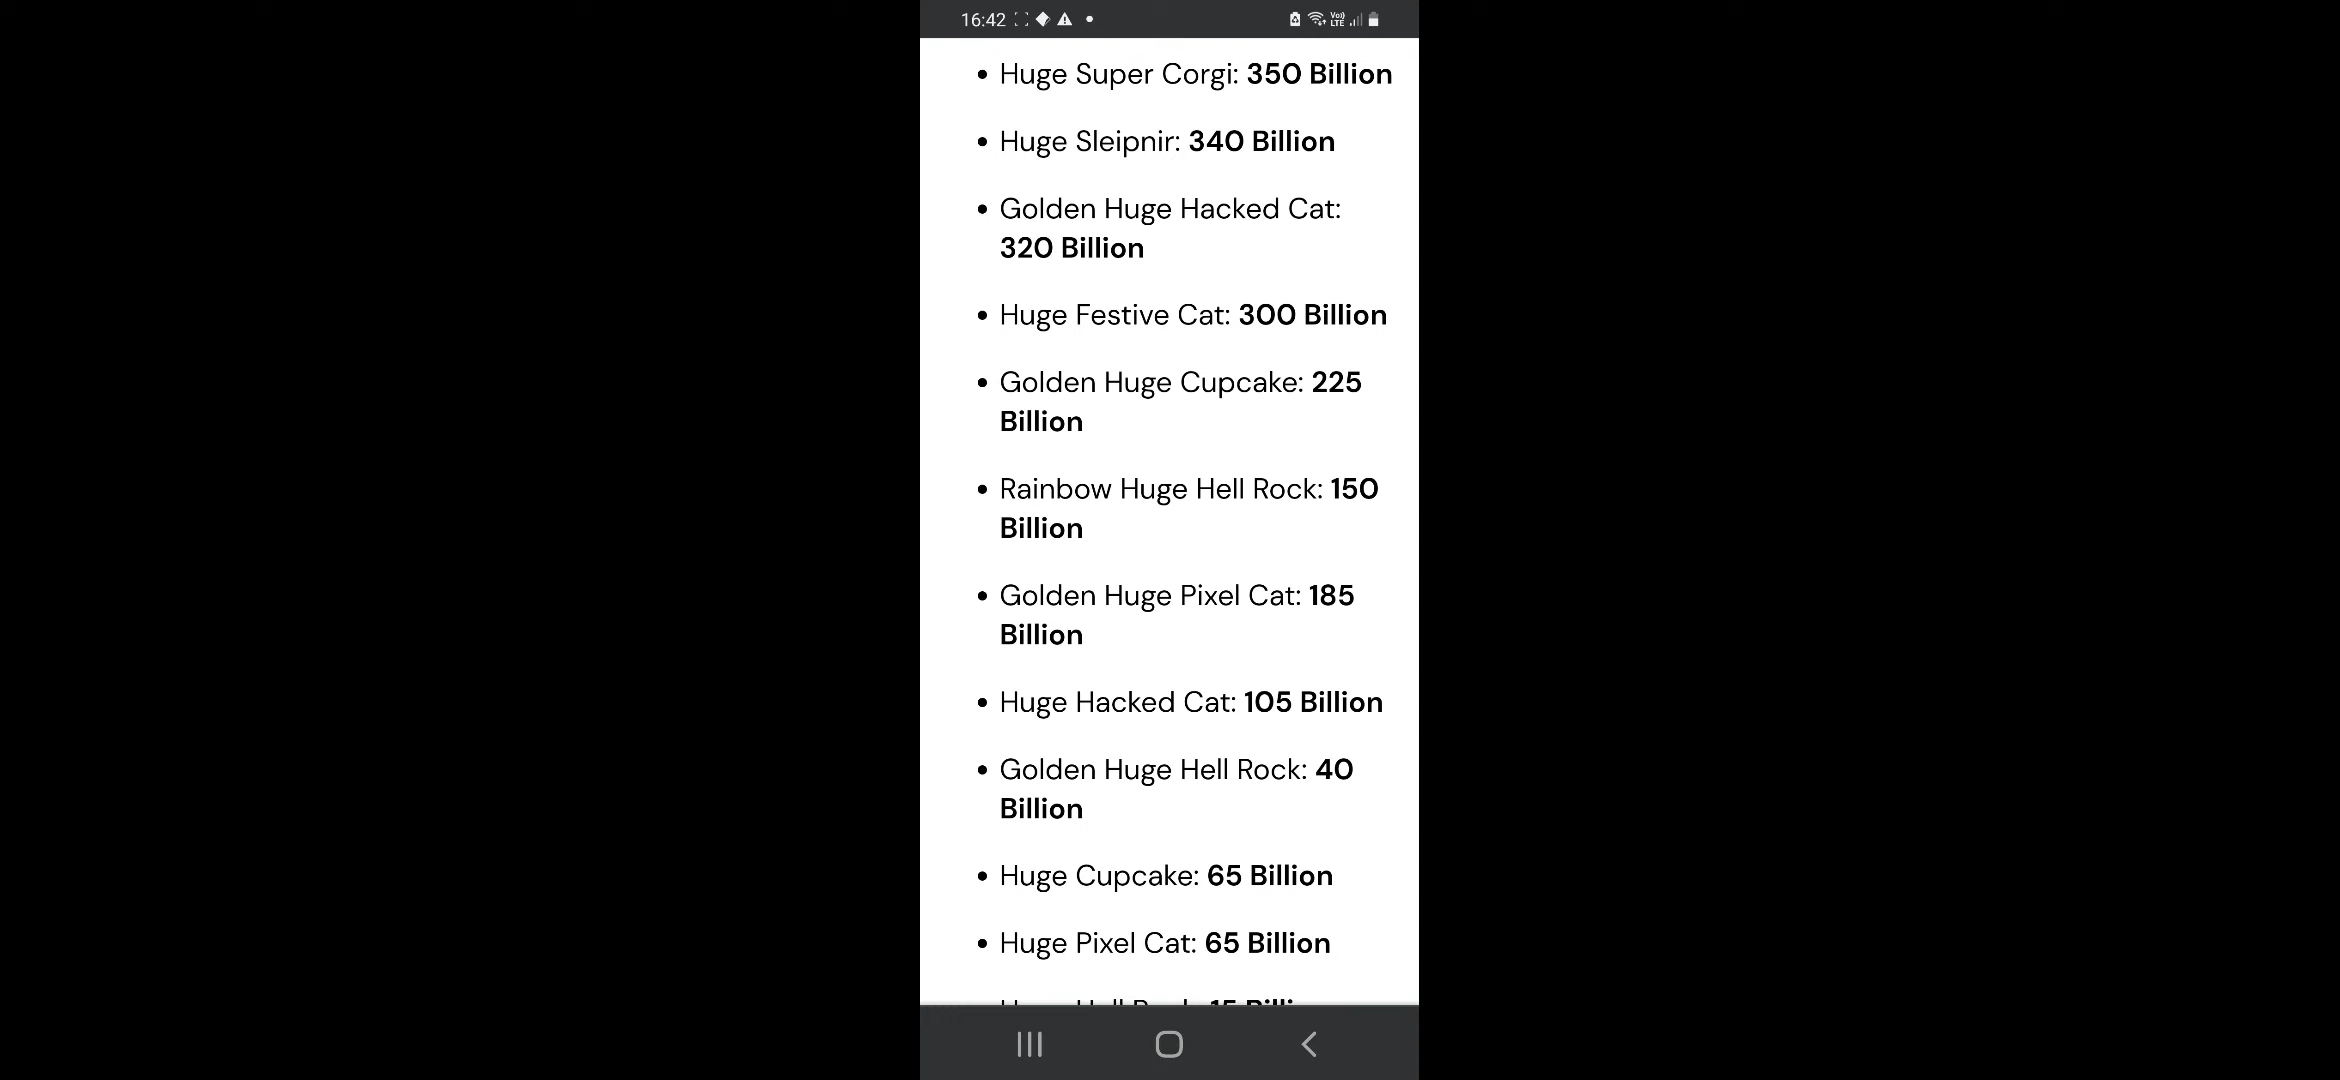 16:42
Vo))
LTE
Huge Super Corgi: 350 Billion
Huge Sleipnir: 340 Billion
Golden Huge Hacked Cat:
320 Billion
Huge Festive Cat: 300 Billion
Golden Huge Cupcake: 225
Billion
Rainbow Huge Hell Rock: 150
Billion
Golden Huge Pixel Cat: 185
Billion
Huge Hacked Cat: 105 Billion
Golden Huge Hell Rock: 40
Billion
Huge Cupcake: 65 Billion
Huge Pixel Cat: 65 Billion